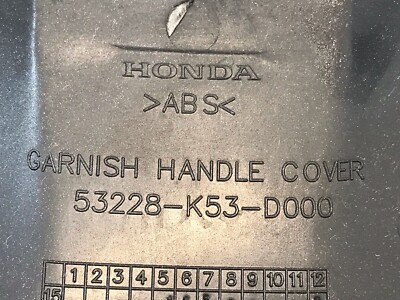 HONDA
>ABS<
GARNISH HANDLE COVER
53228-K53-D000
1 2 3 4 5 6 7 8 9 10 11 12
15